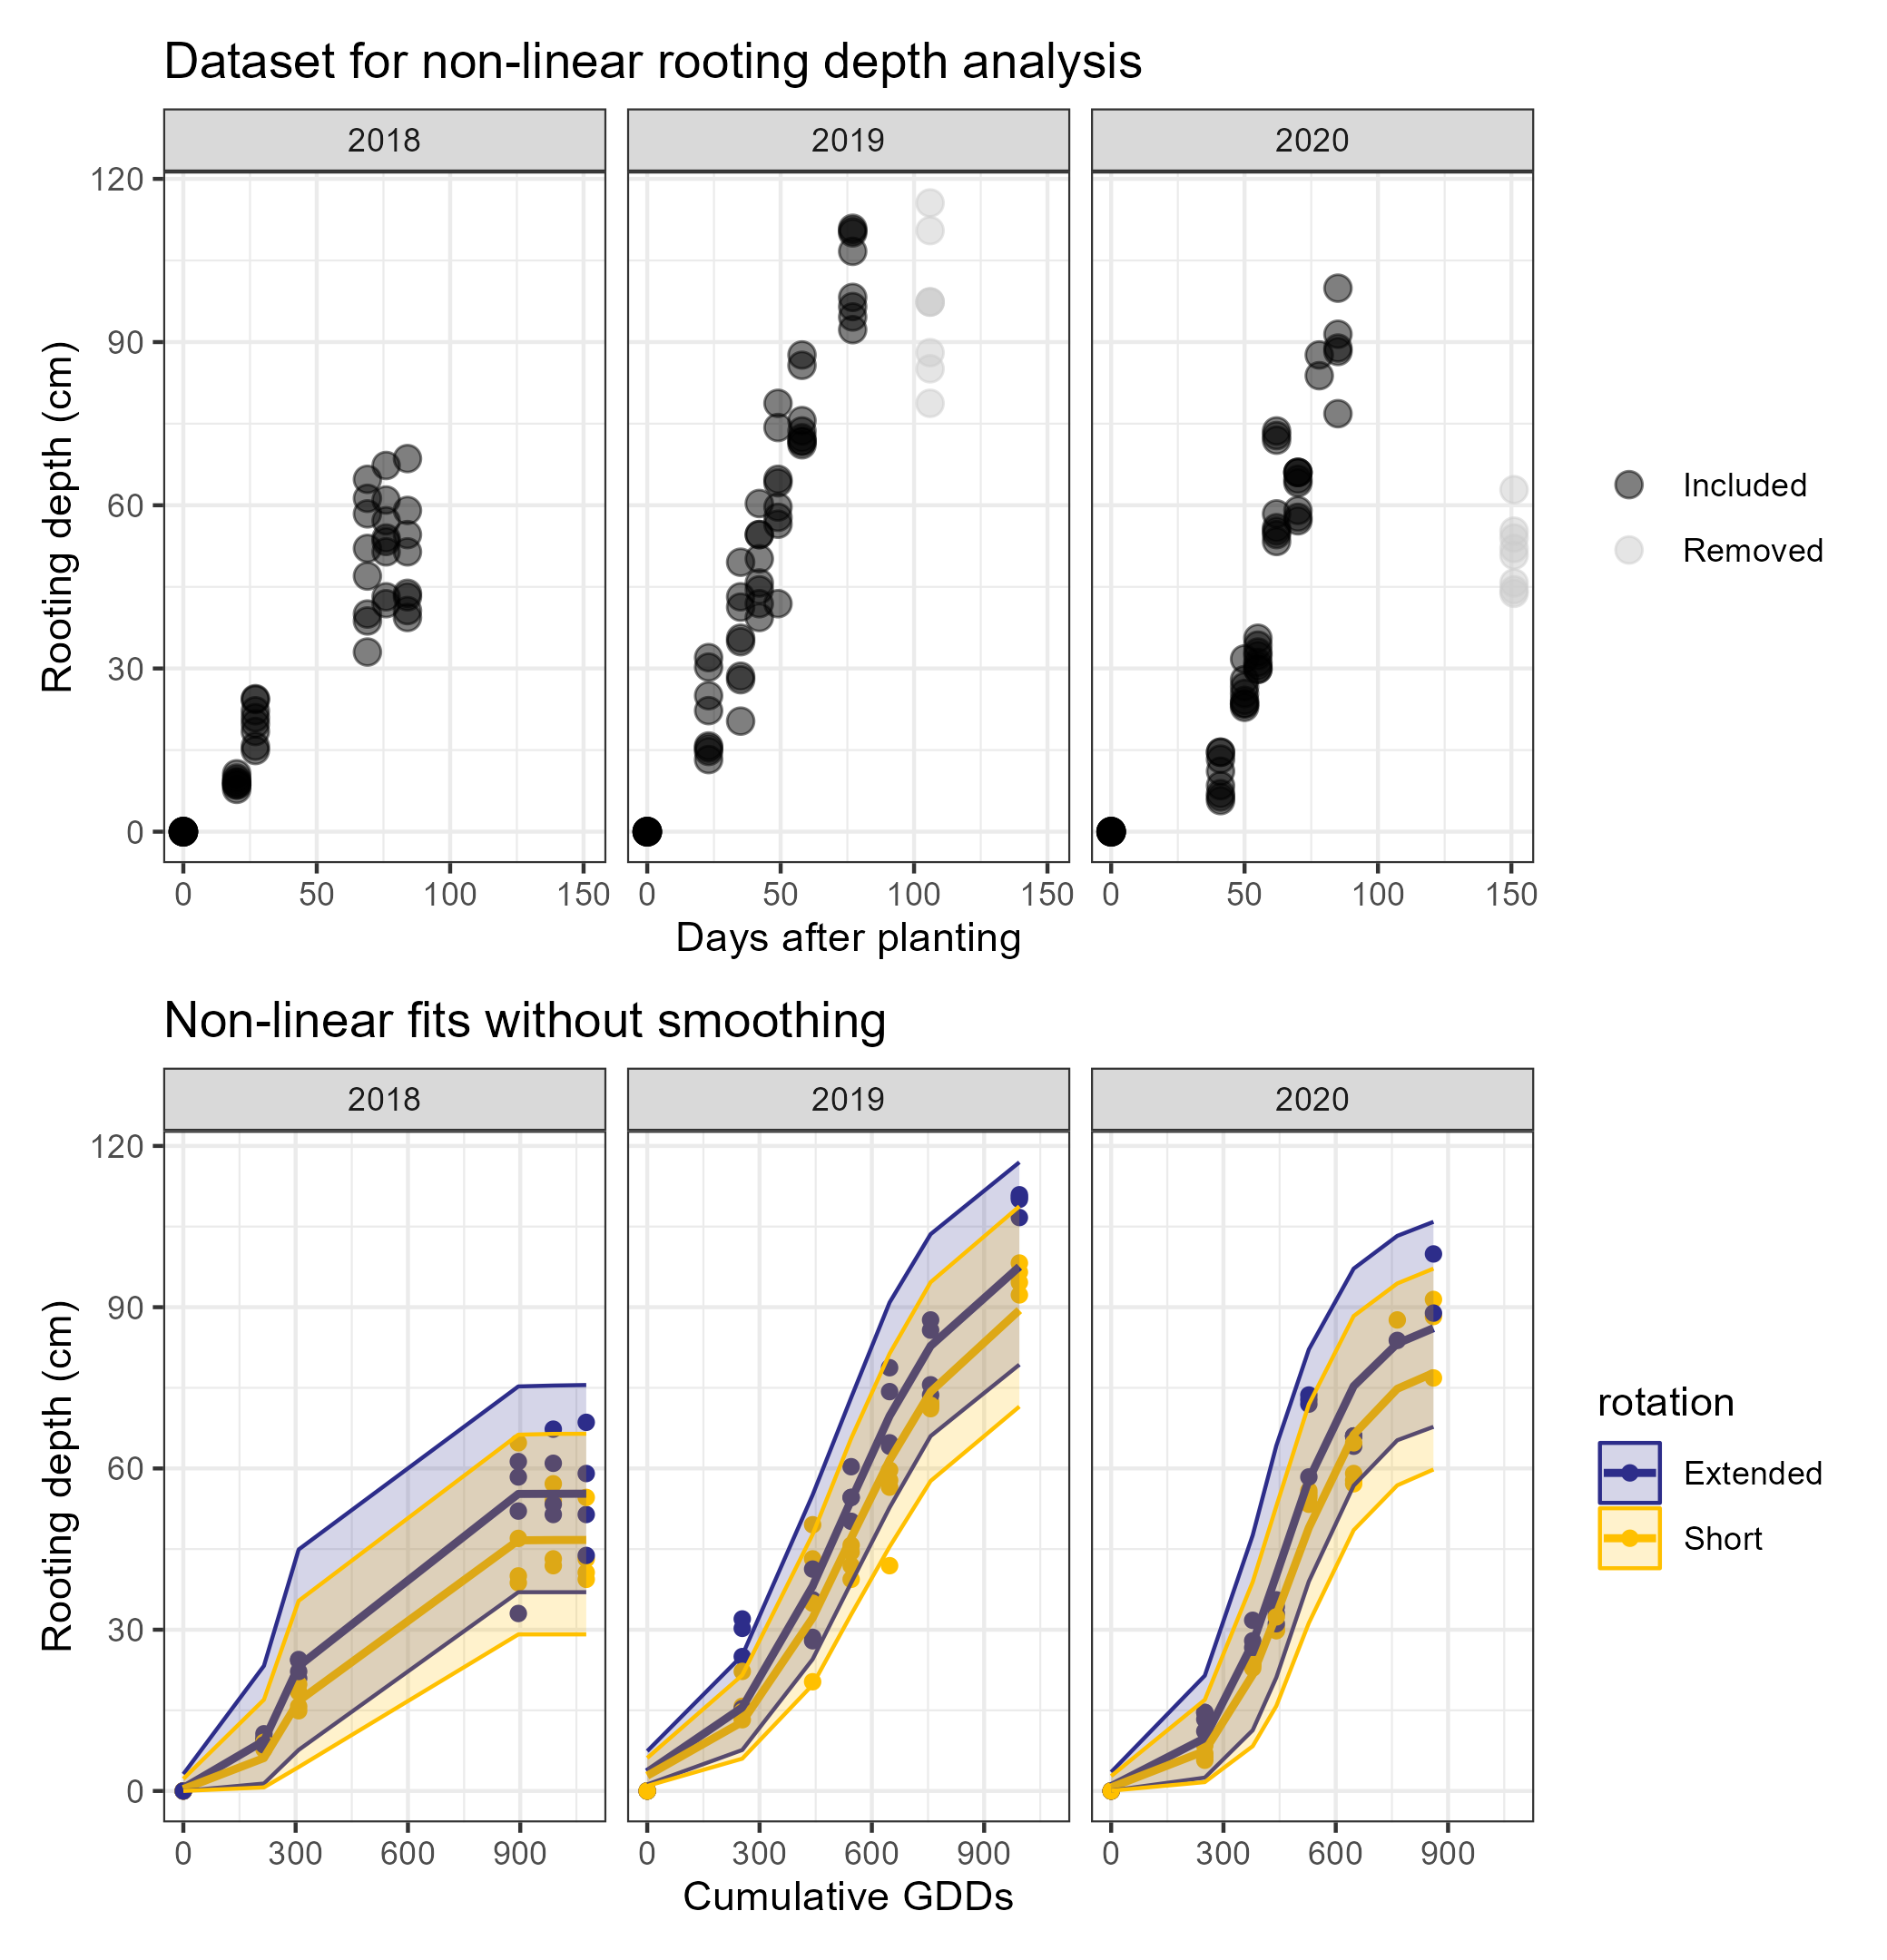 Dataset for non-linear rooting depth analysis
2018 2019 2020
120
90
60
30
0
Rooting depth (cm)
0 50 100 150 0 50 100 150 0 50 100 150
Days after planting
Included
Removed
Non-linear fits without smoothing
2018 2019 2020
120
90
60
30
0
Rooting depth (cm)
0 300 600 900 0 300 600 900 0 300 600 900
Cumulative GDDs
rotation
Extended
Short